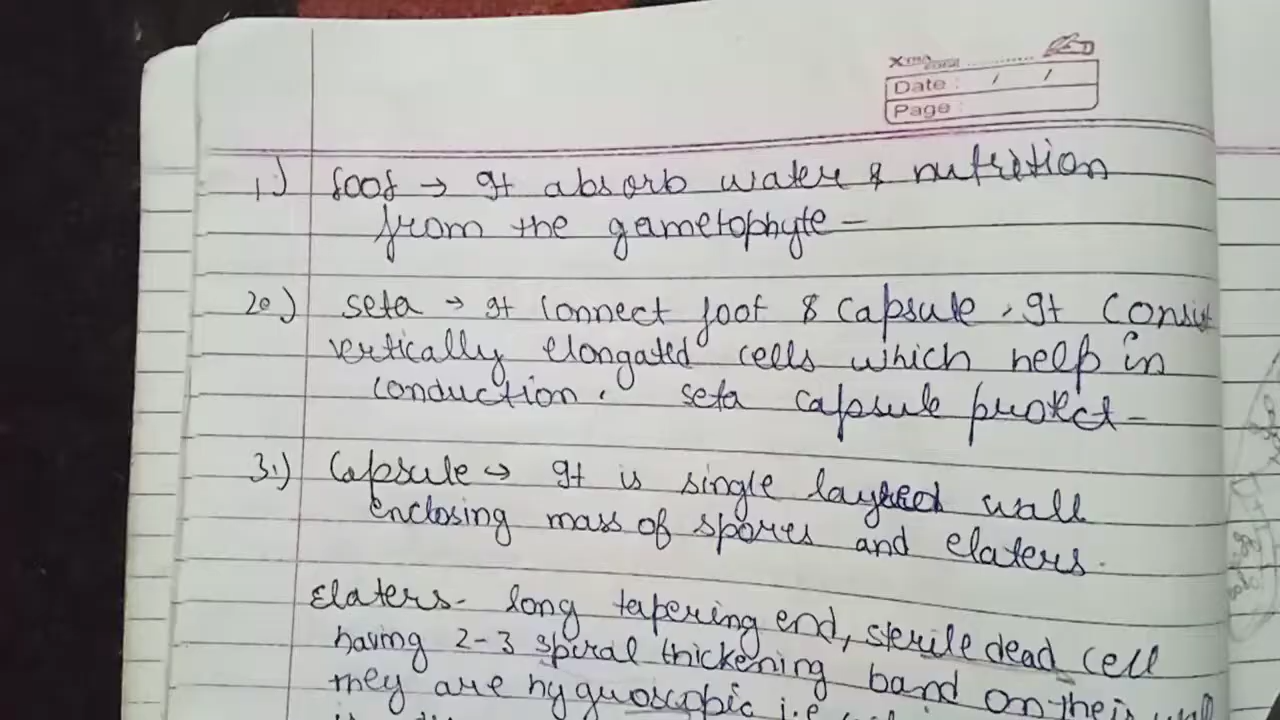 Date : / /
Page :
1.) foot → It absorb water & nutrition
from the gametophyte –
2.) seta → It connect foot & capsule. It consist
vertically elongated cells which help in
conduction. seta capsule protect –
3.) Capsule → It is single layered wall
enclosing mass of spores and elaters.
Elaters - long tapering end, sterile dead cell
having 2-3 spiral thickening band on their wall
they are hygroscopic i.e